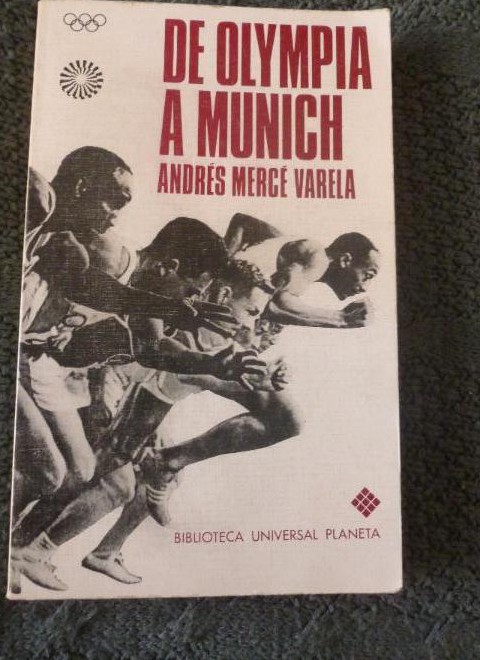 DE OLYMPIA
A MUNICH
ANDRÉS MERCÉ VARELA
BIBLIOTECA UNIVERSAL PLANETA